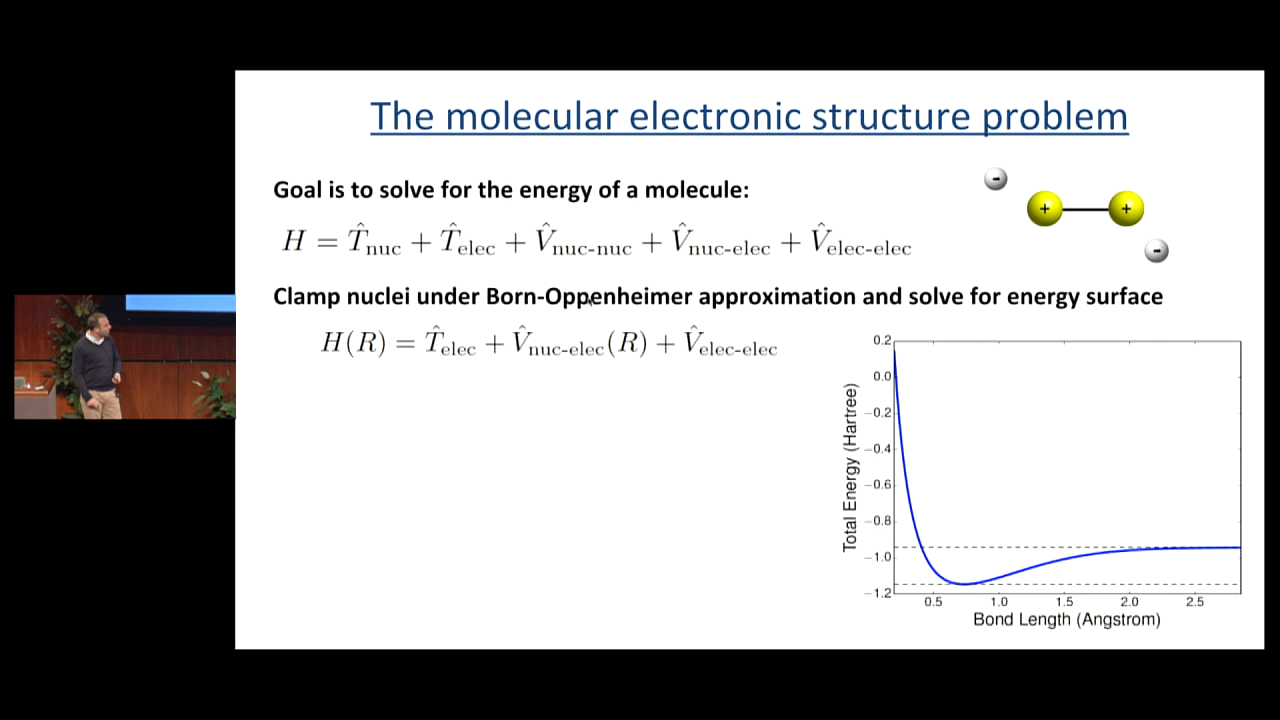 The molecular electronic structure problem
Goal is to solve for the energy of a molecule:
H = T̂nuc + T̂elec + V̂nuc-nuc + V̂nuc-elec + V̂elec-elec
- + + -
Clamp nuclei under Born-Oppenheimer approximation and solve for energy surface
H(R) = T̂elec + V̂nuc-elec(R) + V̂elec-elec
Total Energy (Hartree)
0.2
0.0
−0.2
−0.4
−0.6
−0.8
−1.0
−1.2
0.5 1.0 1.5 2.0 2.5
Bond Length (Angstrom)